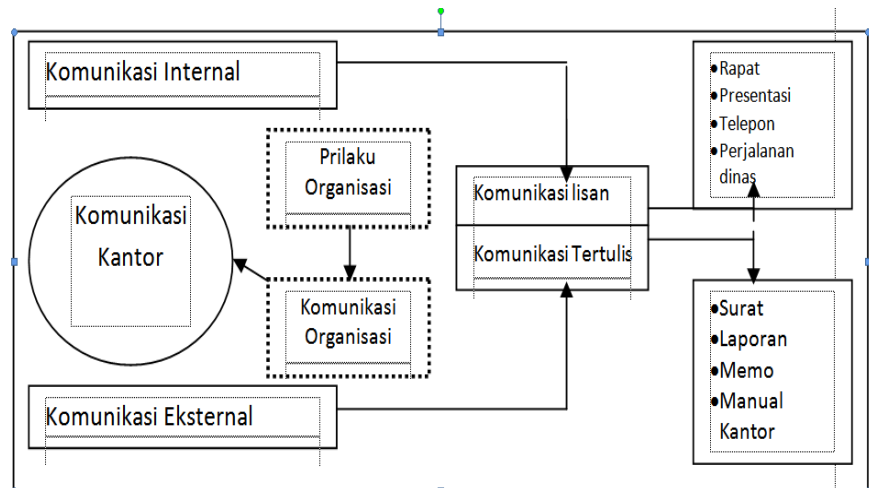 Komunikasi Internal
Prilaku
Organisasi
Komunikasi
Kantor
Komunikasi
Organisasi
Komunikasi Eksternal
Komunikasi lisan
Komunikasi Tertulis
•Rapat
•Presentasi
•Telepon
•Perjalanan
dinas
•Surat
•Laporan
•Memo
•Manual
Kantor